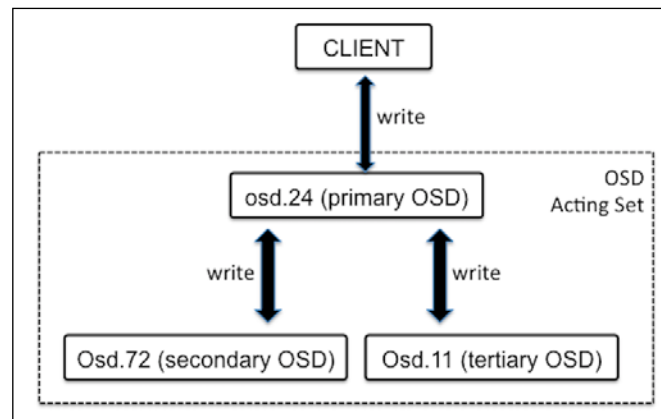 CLIENT
write
osd.24 (primary OSD)
OSD
Acting Set
write
write
Osd.72 (secondary OSD)
Osd.11 (tertiary OSD)